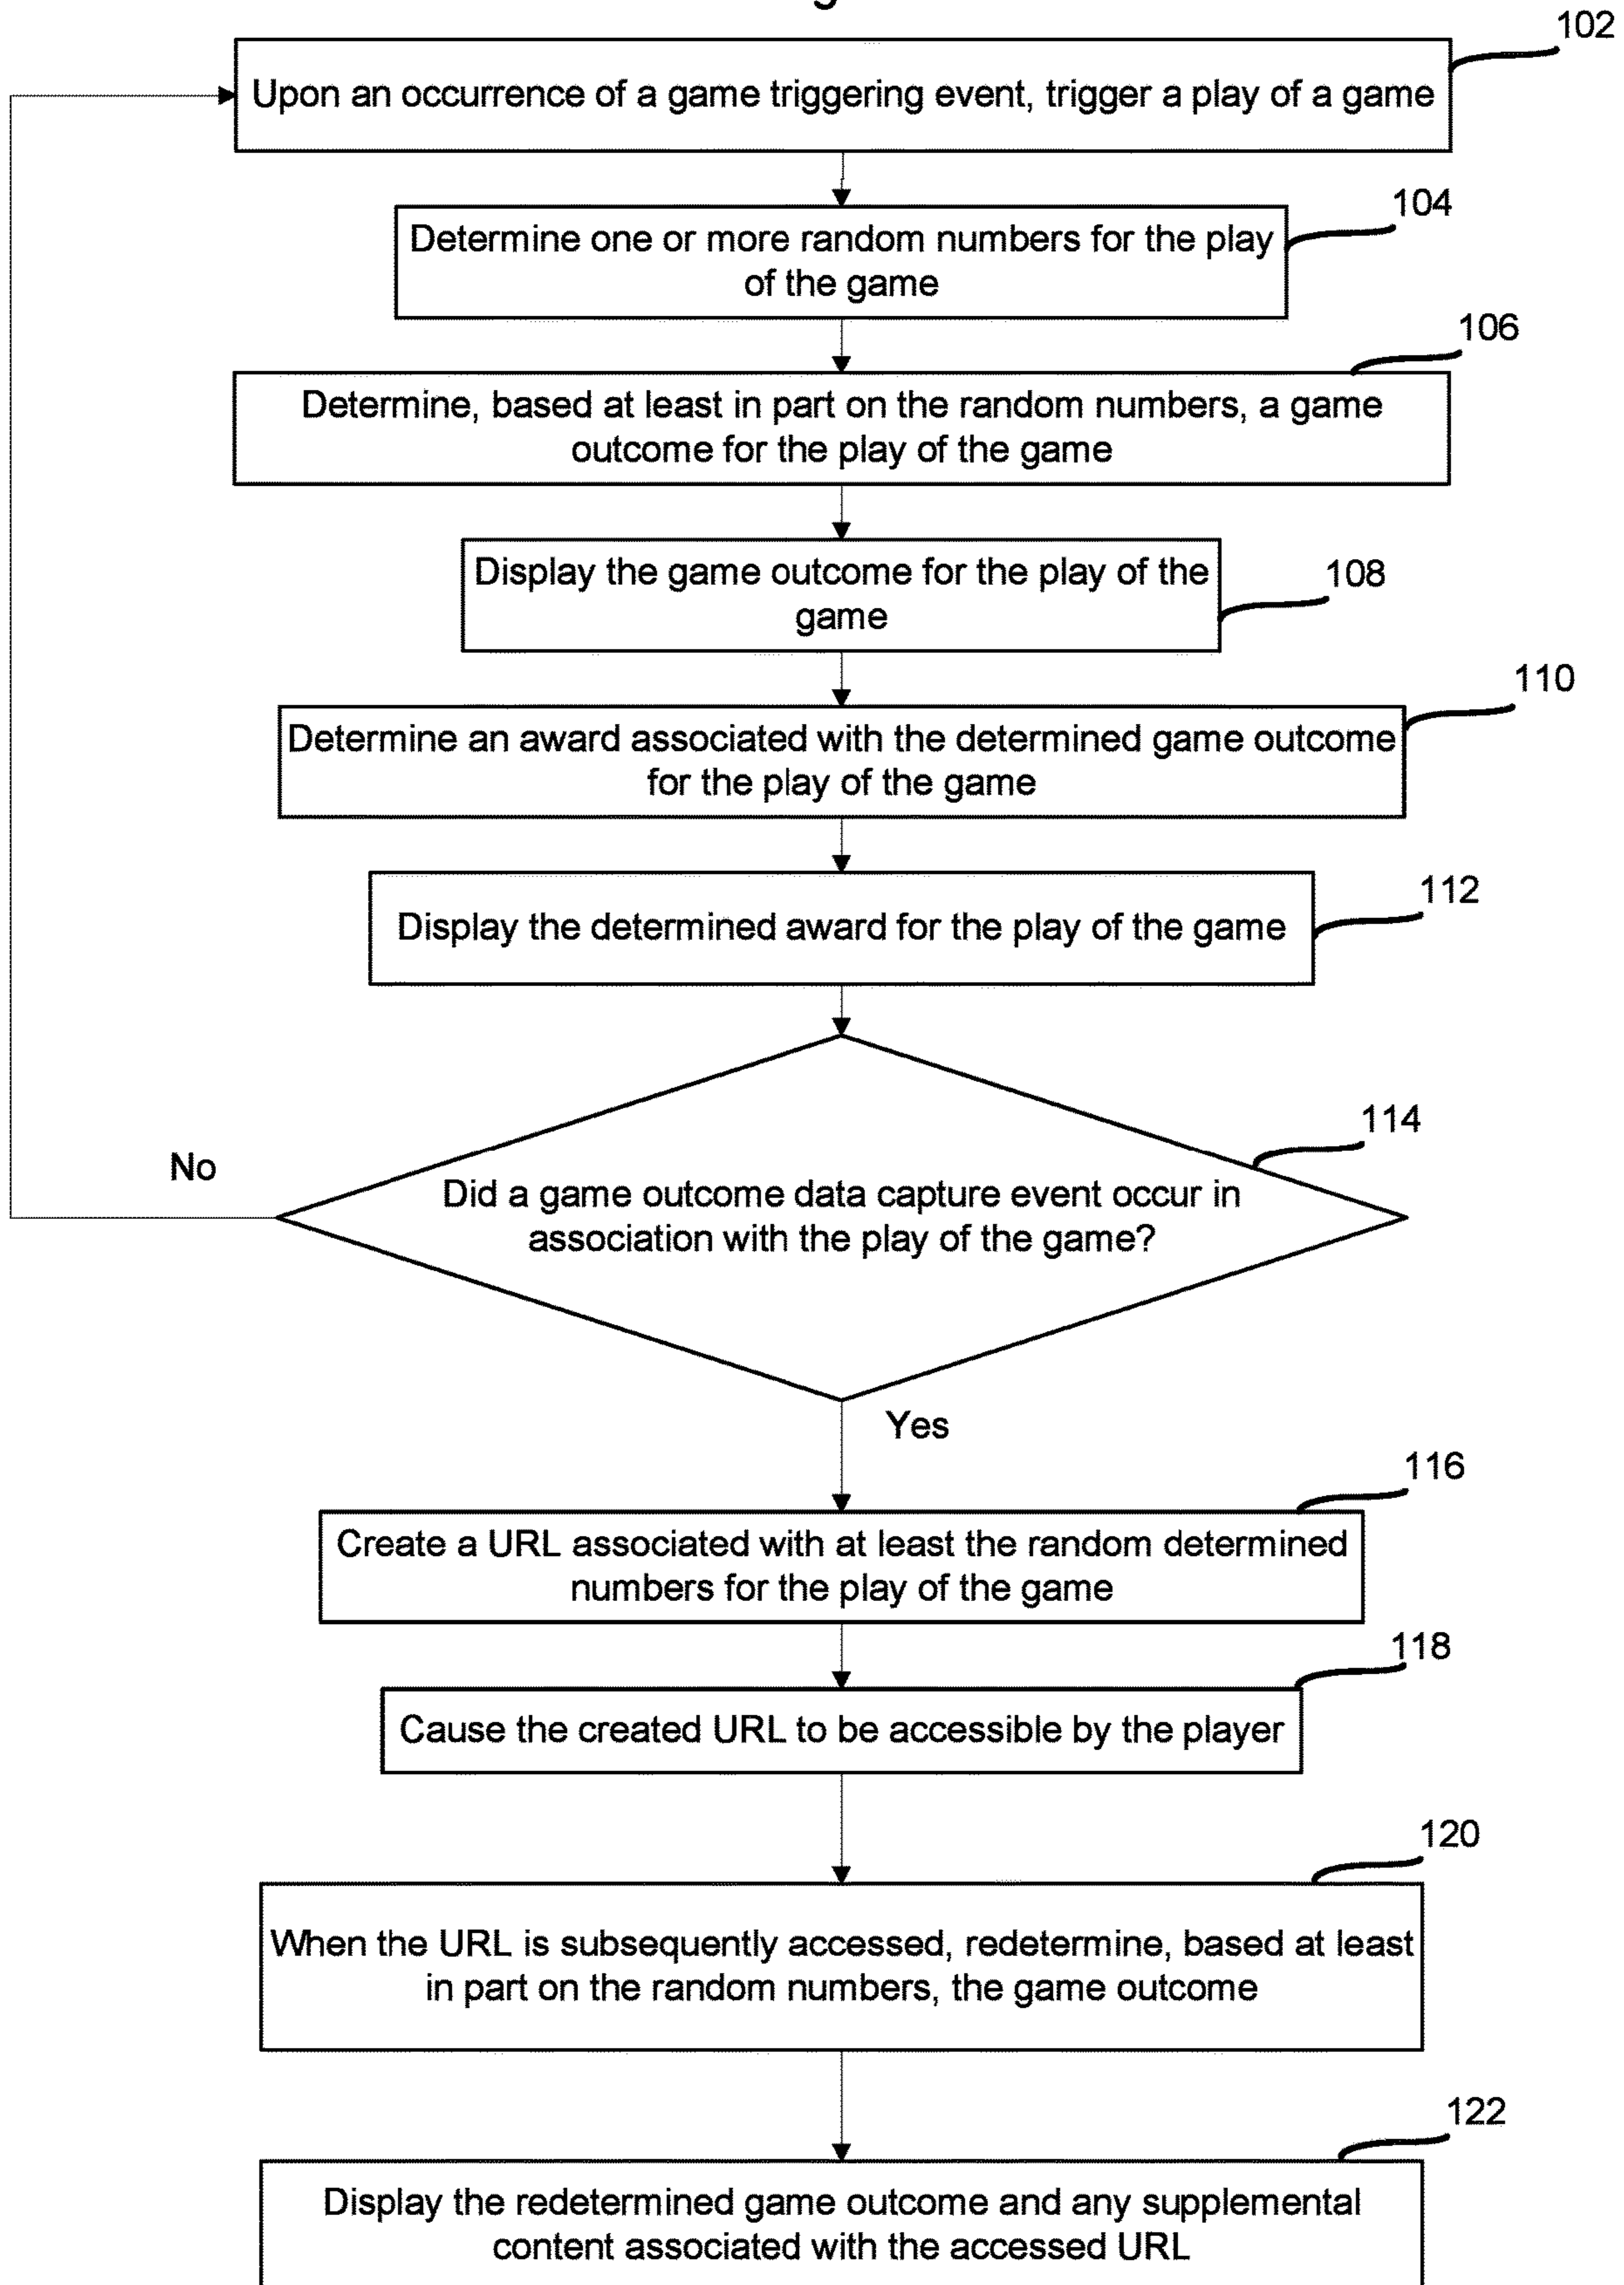 102
Upon an occurrence of a game triggering event, trigger a play of a game
104
Determine one or more random numbers for the play
of the game
106
Determine, based at least in part on the random numbers, a game
outcome for the play of the game
Display the game outcome for the play of the
game
108
110
Determine an award associated with the determined game outcome
for the play of the game
112
Display the determined award for the play of the game
114
No
Did a game outcome data capture event occur in
association with the play of the game?
Yes
116
Create a URL associated with at least the random determined
numbers for the play of the game
118
Cause the created URL to be accessible by the player
120
When the URL is subsequently accessed, redetermine, based at least
in part on the random numbers, the game outcome
122
Display the redetermined game outcome and any supplemental
content associated with the accessed URL